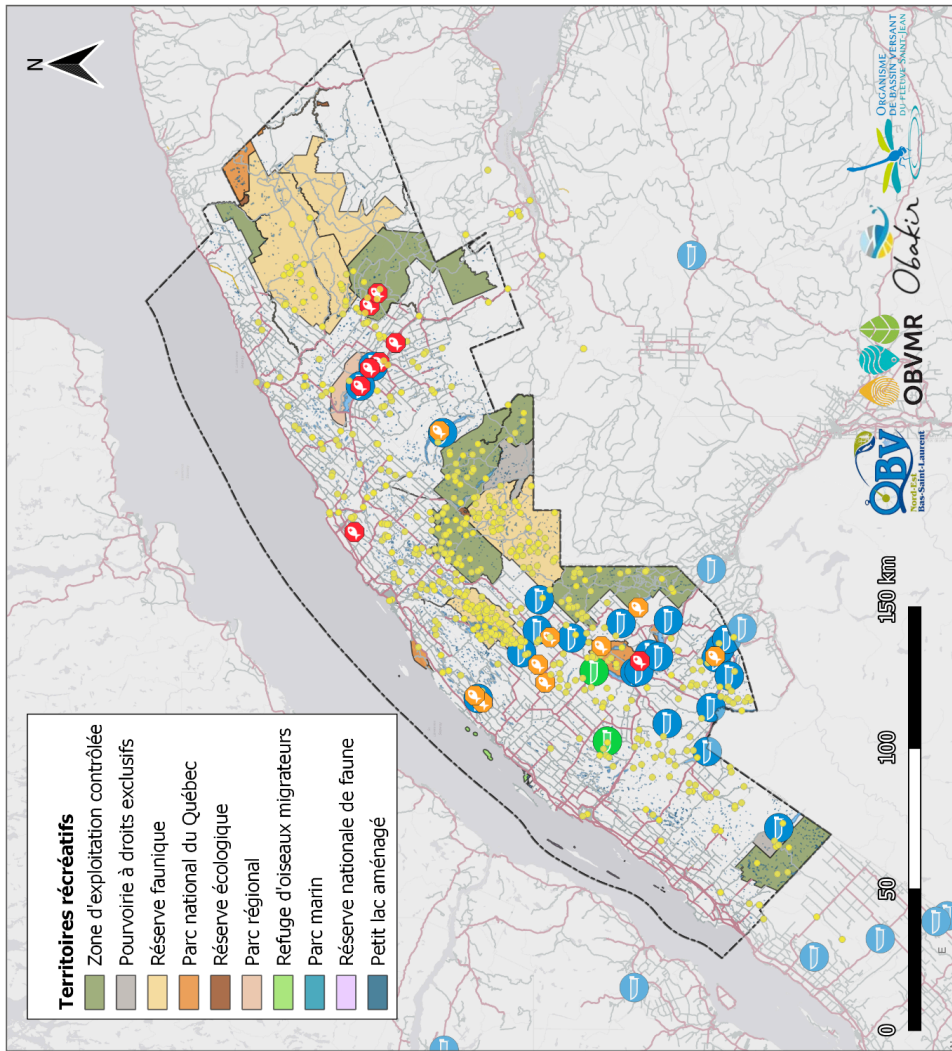 N
Territoires récréatifs
Zone d'exploitation contrôlée
Pourvoirie à droits exclusifs
Réserve faunique
Parc national du Québec
Réserve écologique
Parc régional
Refuge d'oiseaux migrateurs
Parc marin
Réserve nationale de faune
Petit lac aménagé
0 50 100 150 km
OBV
Nord-Est
Bas-Saint-Laurent
OBVMR
Obakir
ORGANISME
DE BASSIN VERSANT
DU FLEUVE SAINT-JEAN